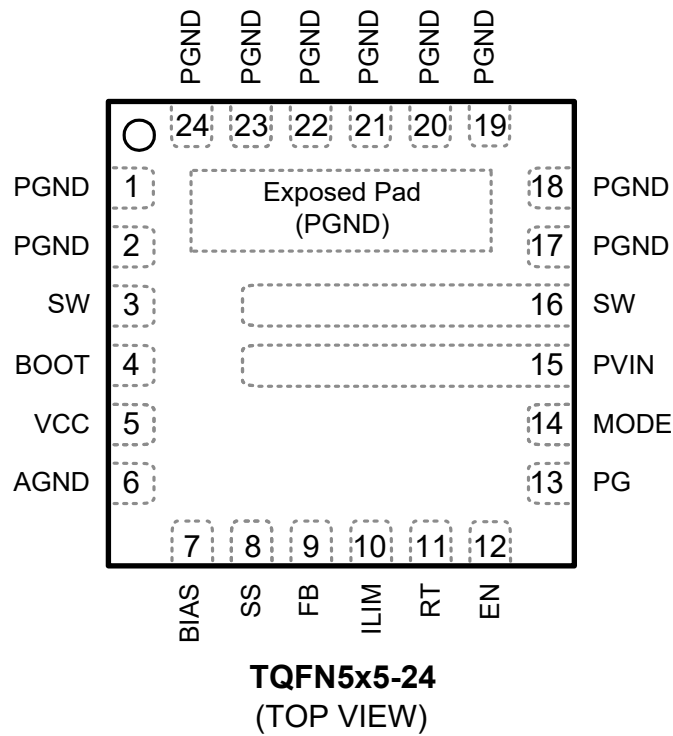 PGND PGND PGND PGND PGND PGND
24 23 22 21 20 19
PGND 1 Exposed Pad 18 PGND
(PGND)
PGND 2 17 PGND
SW 3 16 SW
BOOT 4 15 PVIN
VCC 5 14 MODE
AGND 6 13 PG
7 8 9 10 11 12
BIAS SS FB ILIM RT EN
TQFN5x5-24
(TOP VIEW)